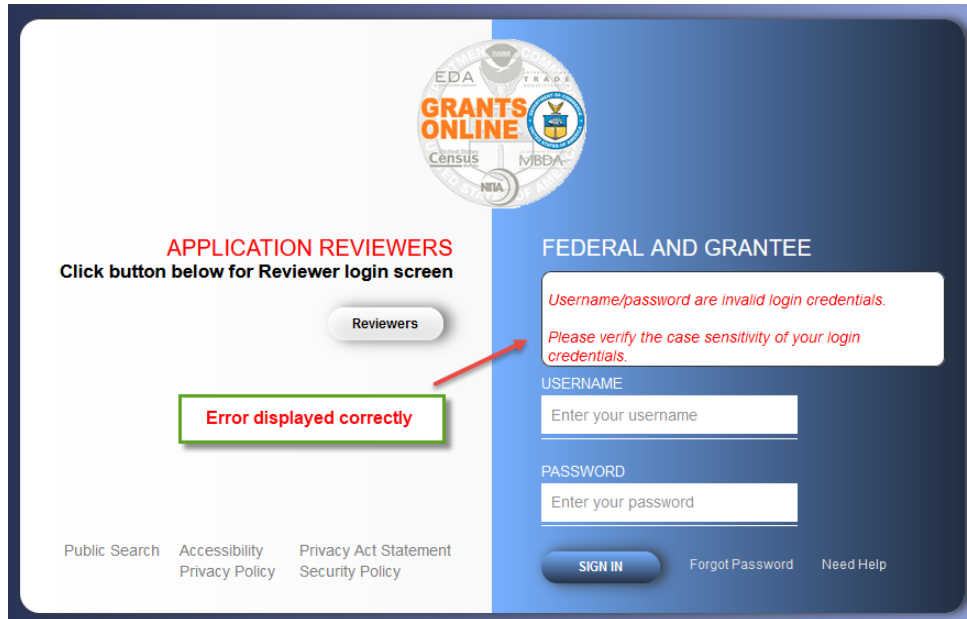 EDA
TRADE
GRANTS
ONLINE
Census
MBDA
NTIA
APPLICATION REVIEWERS
Click button below for Reviewer login screen
Reviewers
Error displayed correctly
Public Search
Accessibility
Privacy Act Statement
Privacy Policy
Security Policy
FEDERAL AND GRANTEE
Username/password are invalid login credentials.
Please verify the case sensitivity of your login
credentials.
USERNAME
Enter your username
PASSWORD
Enter your password
SIGN IN
Forgot Password
Need Help